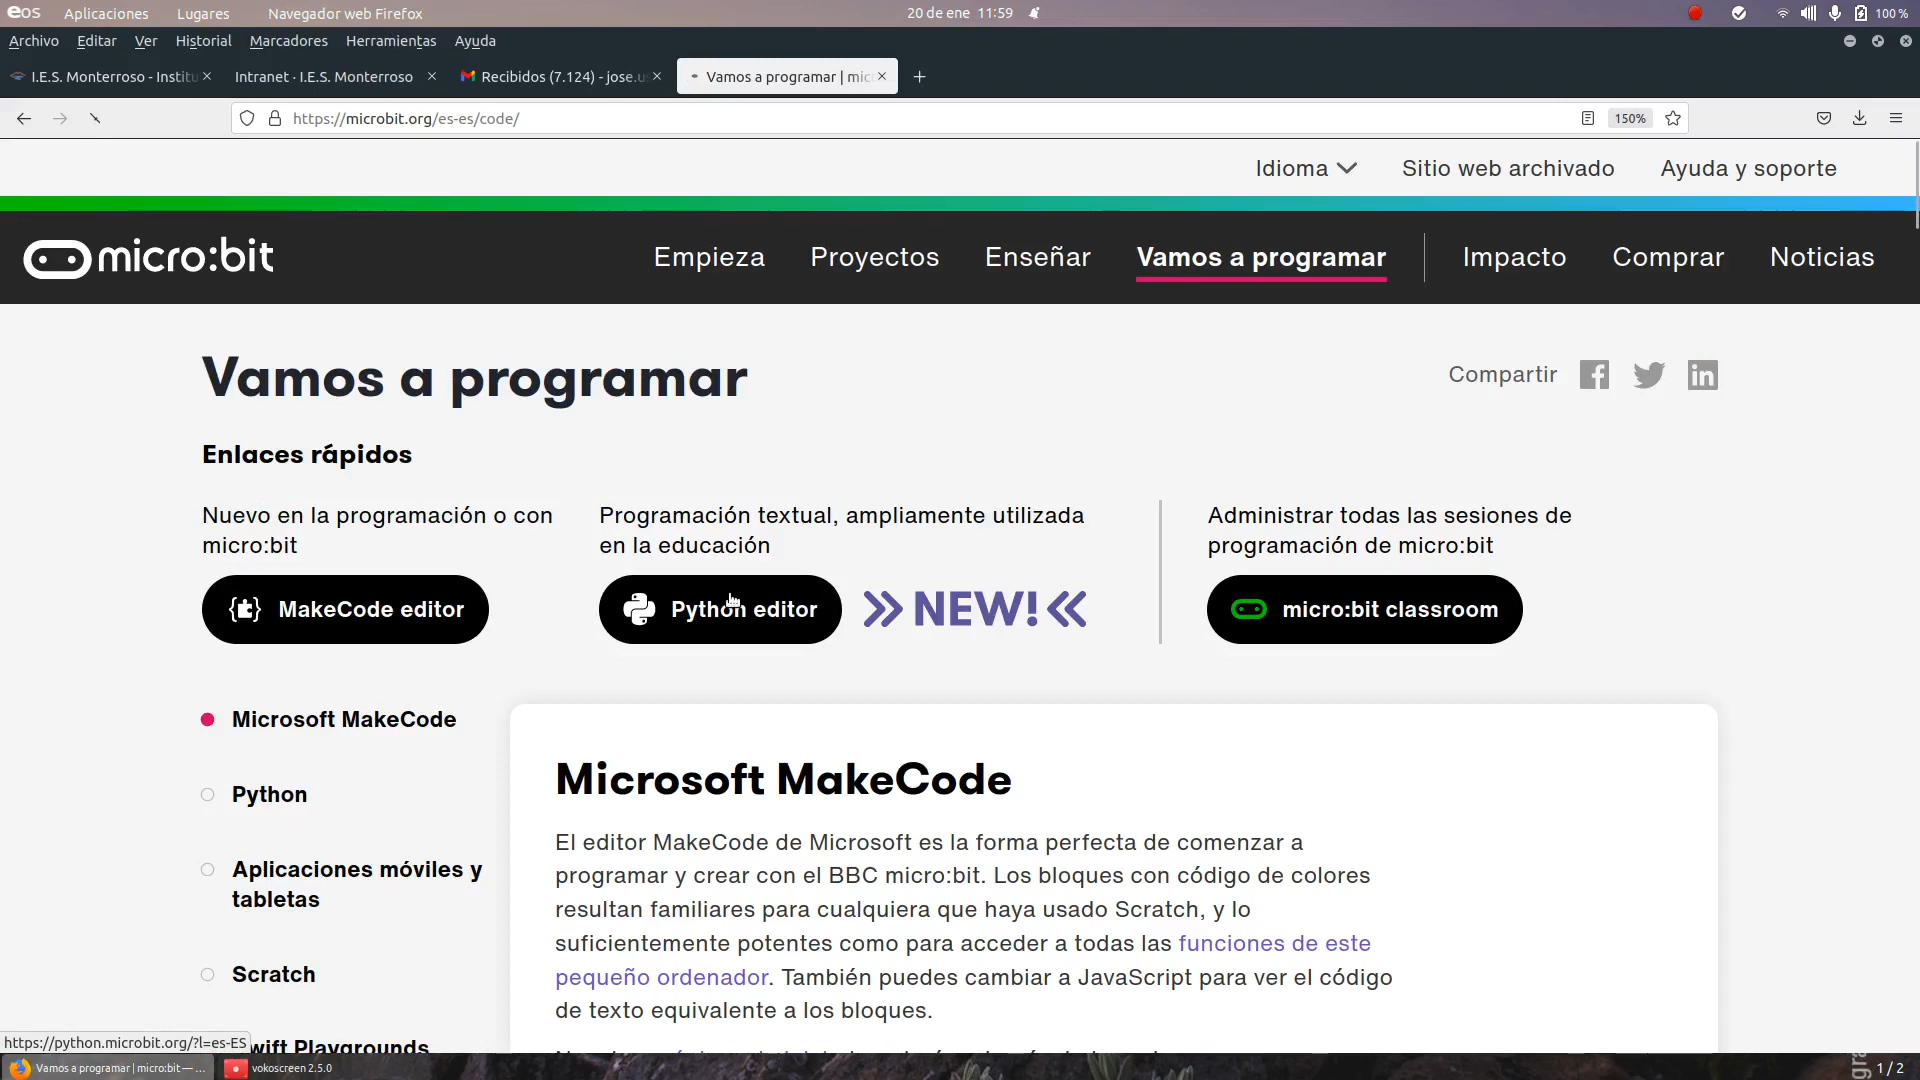 eos Aplicaciones Lugares Navegador web Firefox 20 de ene 11:59 100 %
Archivo Editar Ver Historial Marcadores Herramientas Ayuda
I.E.S. Monterroso - Institu Intranet · I.E.S. Monterroso Recibidos (7.124) - jose.u Vamos a programar | mic
https://microbit.org/es-es/code/ 150%
Idioma Sitio web archivado Ayuda y soporte
micro:bit Empieza Proyectos Enseñar Vamos a programar Impacto Comprar Noticias
Vamos a programar
Compartir
Enlaces rápidos
Nuevo en la programación o con
micro:bit
MakeCode editor
Programación textual, ampliamente utilizada
en la educación
Python editor >> NEW! <<
Administrar todas las sesiones de
programación de micro:bit
micro:bit classroom
Microsoft MakeCode
Python
Aplicaciones móviles y
tabletas
Scratch
wift Playgrounds
Microsoft MakeCode
El editor MakeCode de Microsoft es la forma perfecta de comenzar a
programar y crear con el BBC micro:bit. Los bloques con código de colores
resultan familiares para cualquiera que haya usado Scratch, y lo
suficientemente potentes como para acceder a todas las funciones de este
pequeño ordenador. También puedes cambiar a JavaScript para ver el código
de texto equivalente a los bloques.
https://python.microbit.org/?l=es-ES
Vamos a programar | micro:bit — ... vokoscreen 2.5.0 1 / 2